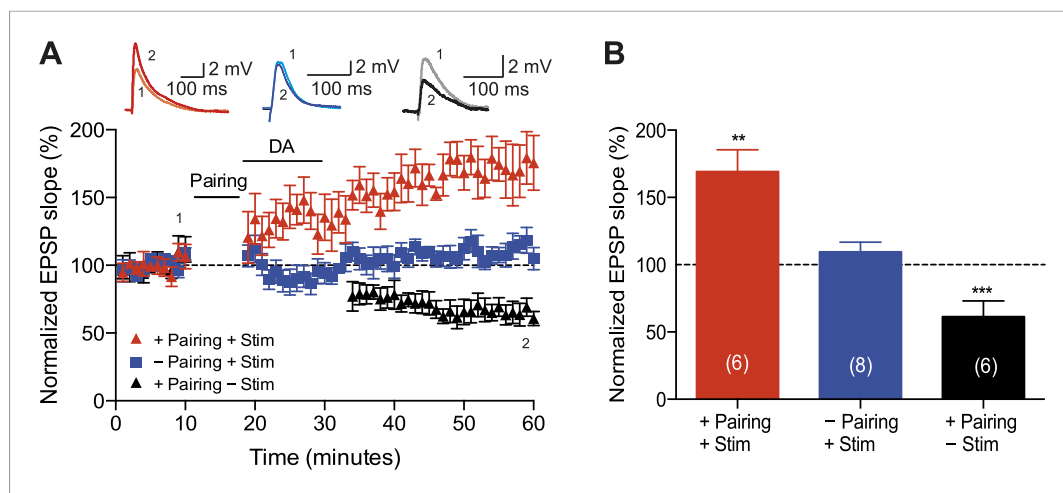 A
2
1
2 mV
100 ms
1
2
2 mV
100 ms
1
2
2 mV
100 ms
Normalized EPSP slope (%)
200
150
100
50
0
DA
Pairing
1
2
+ Pairing + Stim
− Pairing + Stim
+ Pairing − Stim
0 10 20 30 40 50 60
Time (minutes)
B
Normalized EPSP slope (%)
200
150
100
50
0
**
***
(6)
(8)
(6)
+ Pairing
+ Stim
− Pairing
+ Stim
+ Pairing
− Stim